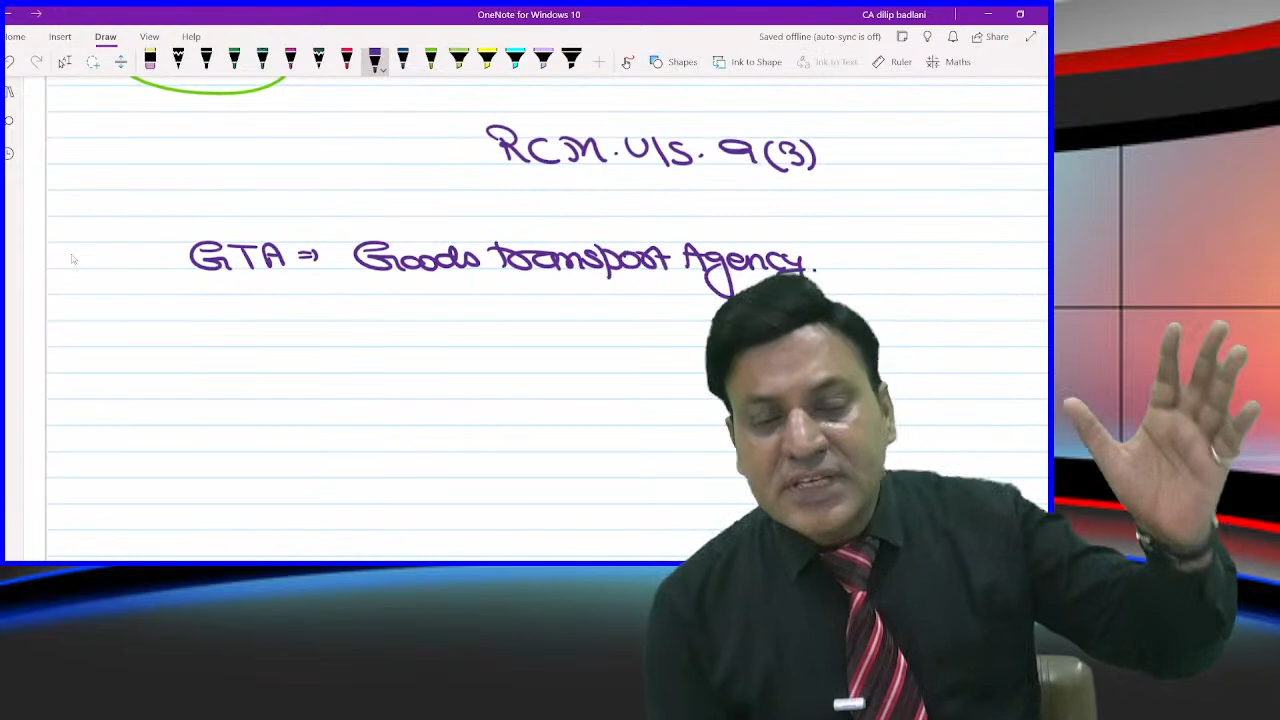 OneNote for Windows 10
CA dilip badlani
Home Insert Draw View Help
Saved offline (auto-sync is off)
Share
Shapes Ink to Shape Ink to Text Ruler Maths
RCM. U/S. 9(3)
GTA ⇒ Goods transport Agency.